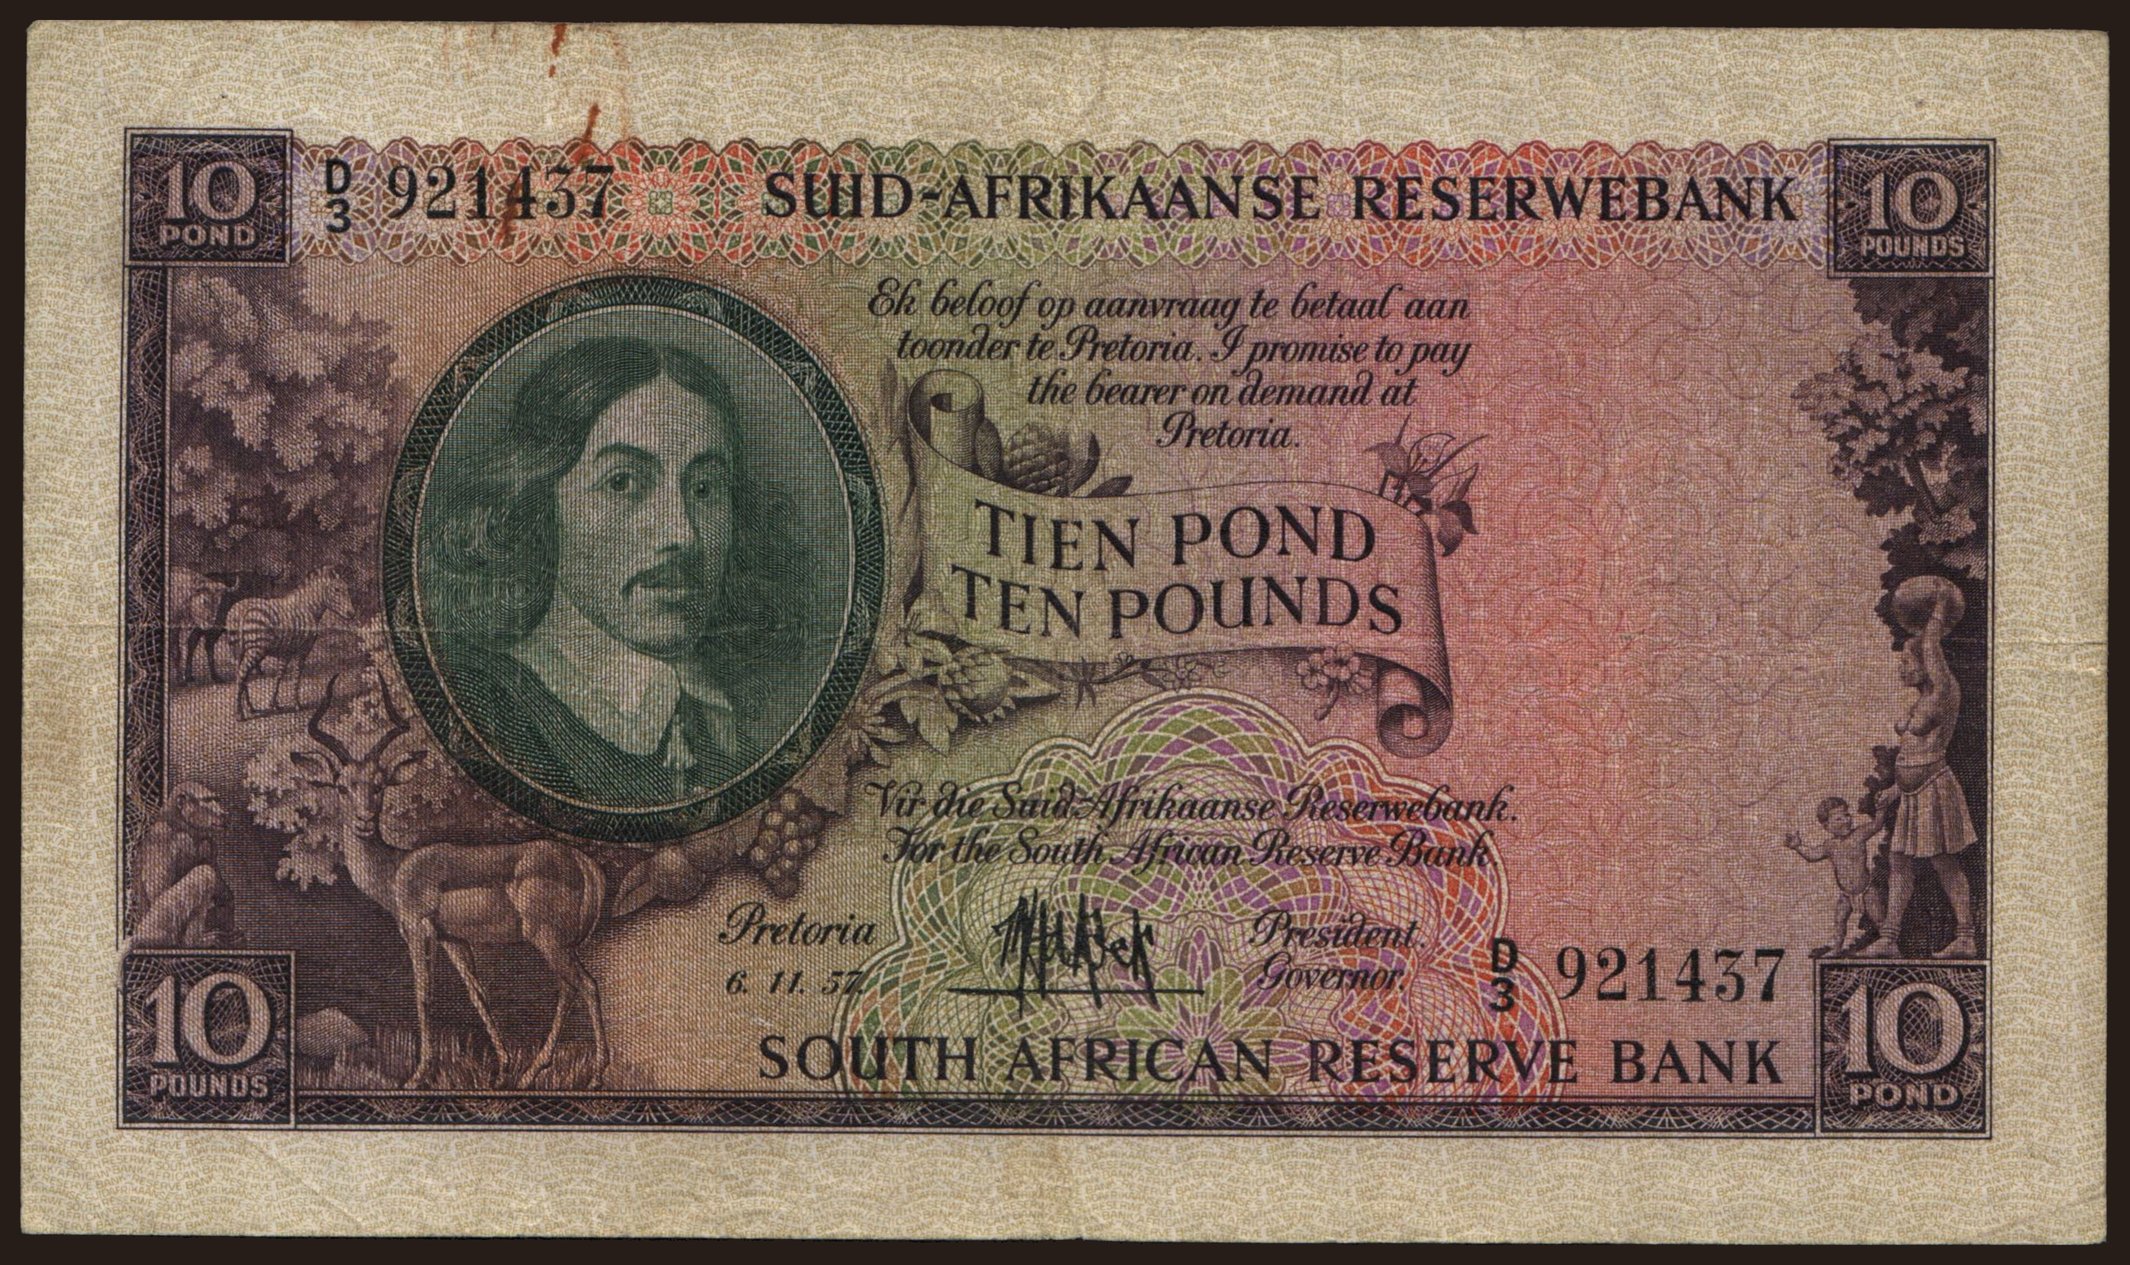 10
POND
D/3 921437
SUID-AFRIKAANSE RESERWEBANK
10
POUNDS
Ek beloof op aanvraag te betaal aan
toonder te Pretoria. I promise to pay
the bearer on demand at
Pretoria.
TIEN POND
TEN POUNDS
Vir die Suid-Afrikaanse Reserwebank.
For the South African Reserve Bank.
Pretoria
6. 11. 57.
President.
Governor.
D/3 921437
10
POUNDS
SOUTH AFRICAN RESERVE BANK
10
POND